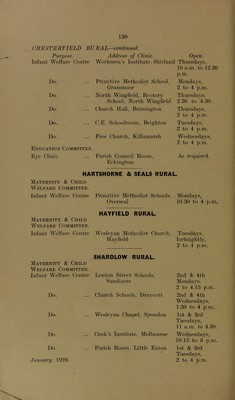 130
CHESTERFIELD RURAL—continued.
Purpose. Address of Clinic. Open.
Infant Welfare Centre Workmen's Institute, Shirland Thursdays,
10 a.m. to 12.30
p.m.
Do. ... Primitive Methodist School, Mondays,
Grassmoor 2 to 4 p.m.
Do. ... North Wingfield, Rectory Thursdays,
School, North Wingfield 2.30 to 4.30.
Do. ... Church Hall, Brimington Thursdays,
2 to 4 p.m.
Do. ... C.E. Schoolroom, Beighton Tuesdays,
2 to 4 p.m.
Do. ... Free Church, Killamarsh Wednesdays,
2 to 4 p.m.
EDUCATION COMMITTEE.
Eye Clinic ... Parish Council Room, As required.
Eckington
HARTSHORNE & SEALS RURAL.
MATERNITY & CHILD
WELFARE COMMITTEE.
Infant Welfare Centre Primitive Methodist Schools, Mondays,
Overseal 10.30 to 4 p.m.
HAYFIELD RURAL.
MATERNITY & CHILD
WELFARE COMMITTEE.
Infant Welfare Centre Wesleyan Methodist Church, Tuesdays,
Hayfield fortnightly,
2 to 4 p.m.
SHARDLOW RURAL.
MATERNITY & CHILD
WELFARE COMMITTEE.
Infant Welfare Centre Lenton Street Schools, 2nd & 4th
Sandiacre Mondays.
2 to 4.15 p.m.
Do. ... Church Schools, Draycott 2nd & 4th
Wednesdays,
1.30 to 4 p.m.
Do. ... Wesleyan Chapel, Spondon 1st & 3rd
Tuesdays,
11 a.m. to 4.30.
Do. ... Cook's Institute, Melbourne Wednesdays,
10.15 to 5 p.m.
Do. ... Parish Room, Little Eaton 1st & 3rd
Tuesdays,
January, 1926. 2 to 4 p.m.